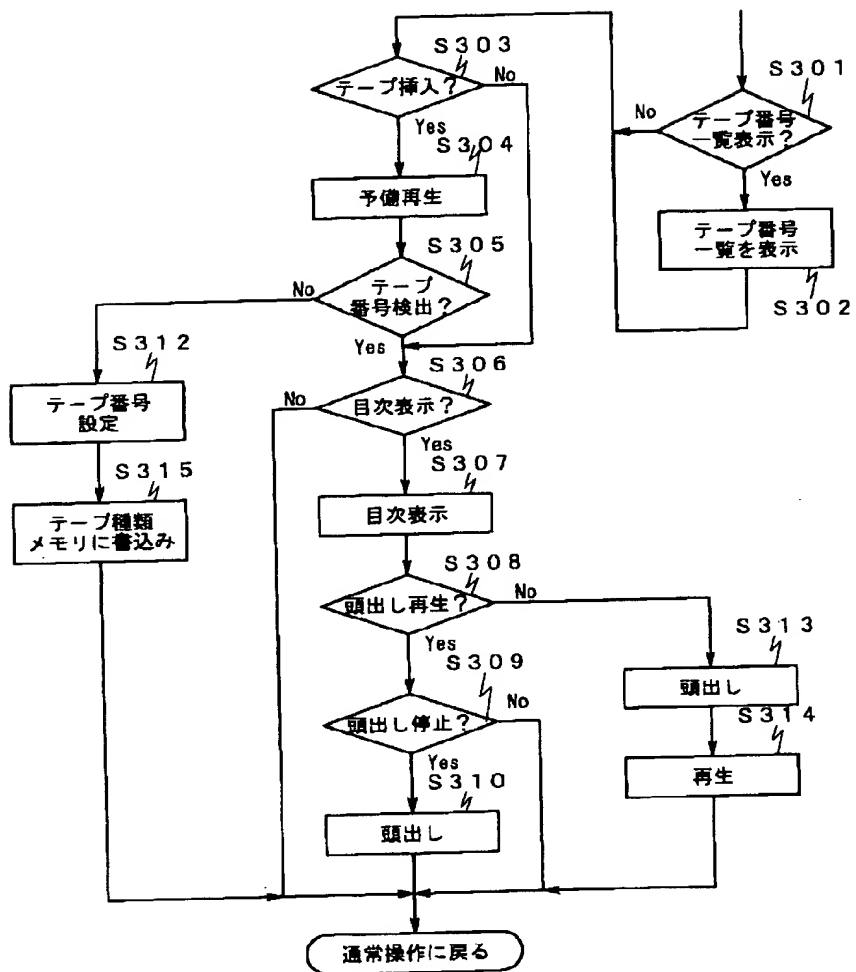 S301
テープ番号
一覧表示？
No
Yes
テープ番号
一覧を表示
S302
S303
テープ挿入？
No
Yes
S304
予備再生
S305
テープ
番号検出？
No
Yes
S312
テープ番号
設定
S315
テープ種類
メモリに書込み
S306
目次表示？
No
Yes
S307
目次表示
S308
頭出し再生？
No
Yes
S309
頭出し停止？
No
Yes
S310
頭出し
S313
頭出し
S314
再生
通常操作に戻る